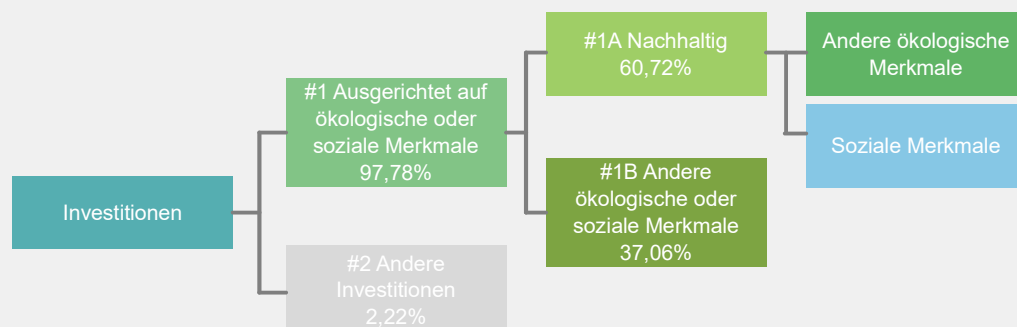 Investitionen
#1 Ausgerichtet auf
ökologische oder
soziale Merkmale
97,78%
#2 Andere
Investitionen
2,22%
#1A Nachhaltig
60,72%
#1B Andere
ökologische oder
soziale Merkmale
37,06%
Andere ökologische
Merkmale
Soziale Merkmale